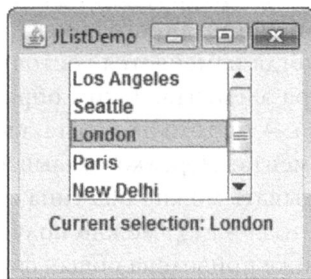 JListDemo
Los Angeles
Seattle
London
Paris
New Delhi
Current selection: London